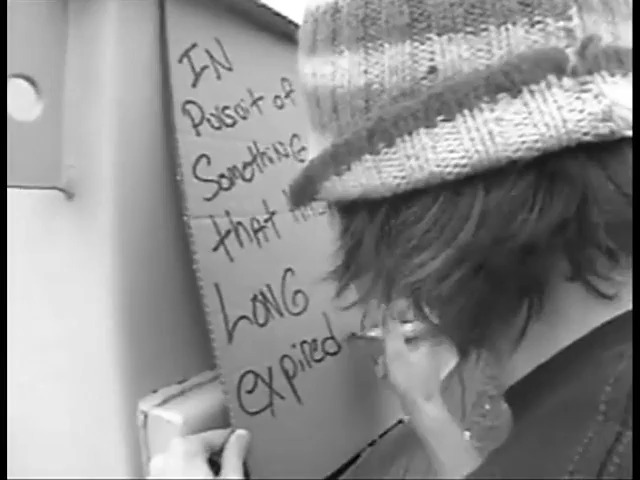 IN
Pusuit of
Something
that
LONG
expired